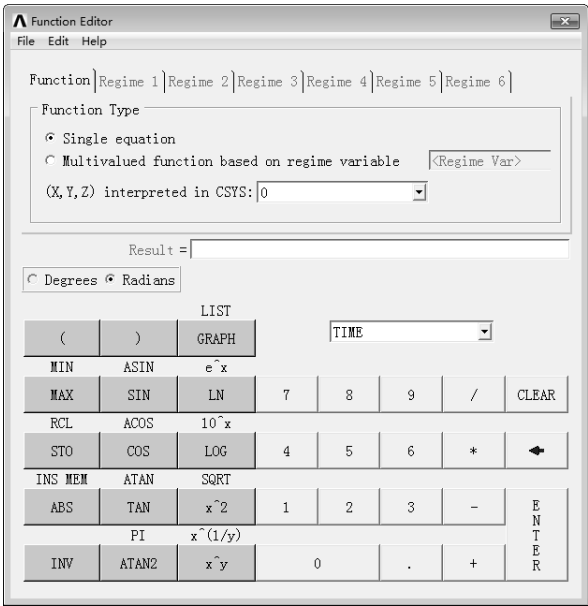 Function Editor
File Edit Help
Function Regime 1 Regime 2 Regime 3 Regime 4 Regime 5 Regime 6
Function Type
Single equation
Multivalued function based on regime variable <Regime Var>
(X,Y,Z) interpreted in CSYS: 0
Result =
Degrees Radians
LIST
( ) GRAPH TIME
MIN ASIN e^x
MAX SIN LN 7 8 9 / CLEAR
RCL ACOS 10^x
STO COS LOG 4 5 6 *
INS MEM ATAN SQRT
ABS TAN x^2 1 2 3 - ENTER
PI x^(1/y)
INV ATAN2 x^y 0 . +